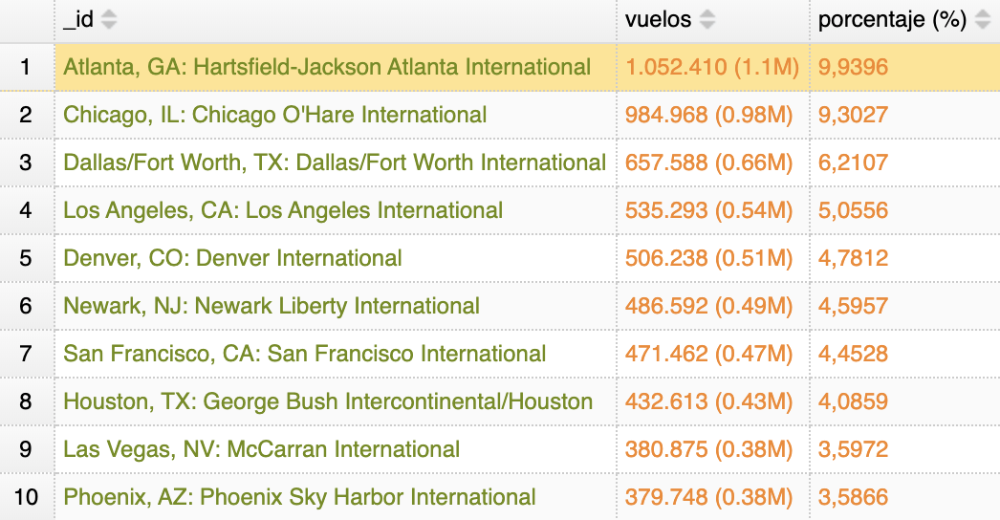 _id vuelos porcentaje (%)
1 Atlanta, GA: Hartsfield-Jackson Atlanta International 1.052.410 (1.1M) 9,9396
2 Chicago, IL: Chicago O'Hare International 984.968 (0.98M) 9,3027
3 Dallas/Fort Worth, TX: Dallas/Fort Worth International 657.588 (0.66M) 6,2107
4 Los Angeles, CA: Los Angeles International 535.293 (0.54M) 5,0556
5 Denver, CO: Denver International 506.238 (0.51M) 4,7812
6 Newark, NJ: Newark Liberty International 486.592 (0.49M) 4,5957
7 San Francisco, CA: San Francisco International 471.462 (0.47M) 4,4528
8 Houston, TX: George Bush Intercontinental/Houston 432.613 (0.43M) 4,0859
9 Las Vegas, NV: McCarran International 380.875 (0.38M) 3,5972
10 Phoenix, AZ: Phoenix Sky Harbor International 379.748 (0.38M) 3,5866